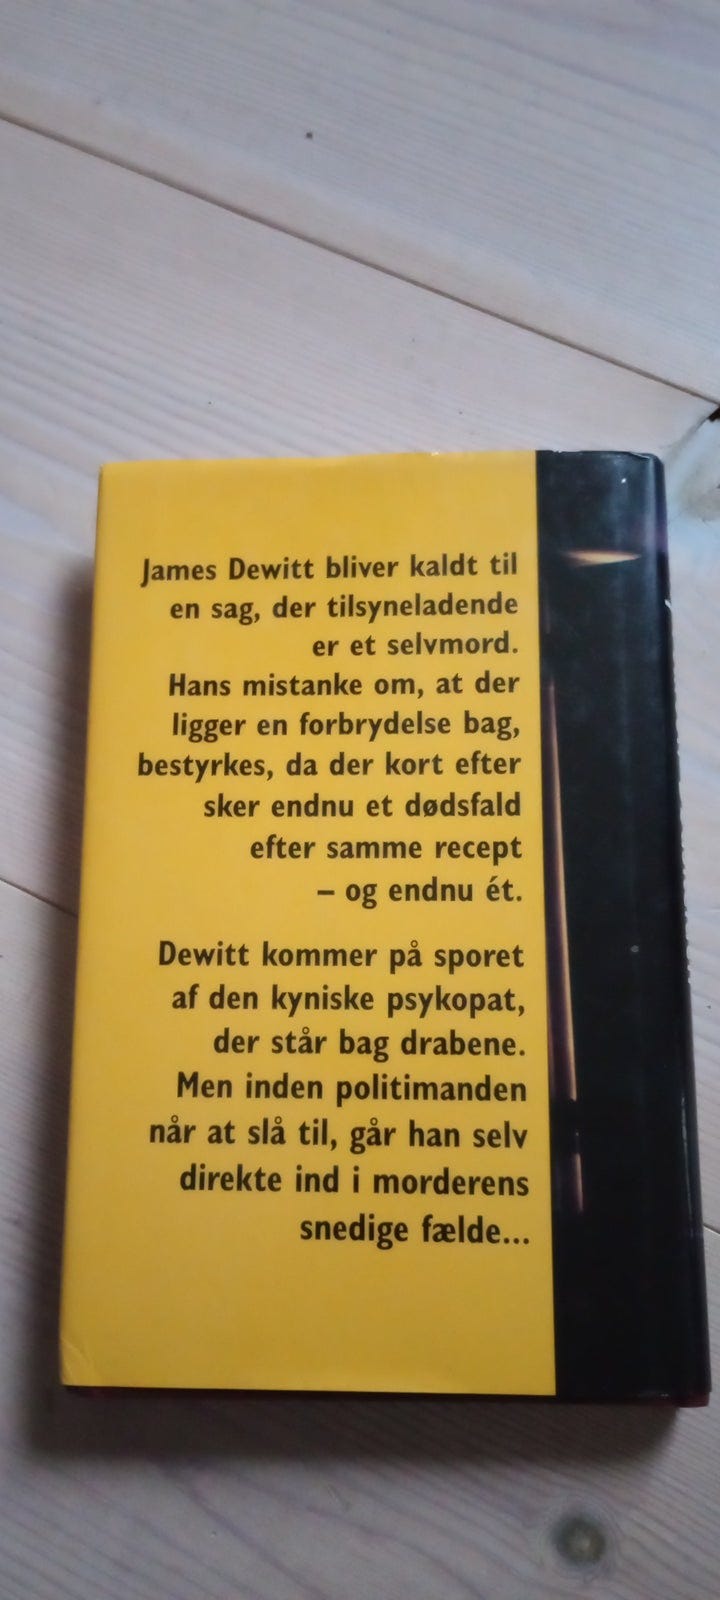 James Dewitt bliver kaldt til
en sag, der tilsyneladende
er et selvmord.
Hans mistanke om, at der
ligger en forbrydelse bag,
bestyrkes, da der kort efter
sker endnu et dødsfald
efter samme recept
– og endnu ét.
Dewitt kommer på sporet
af den kyniske psykopat,
der står bag drabene.
Men inden politimanden
når at slå til, går han selv
direkte ind i morderens
snedige fælde...